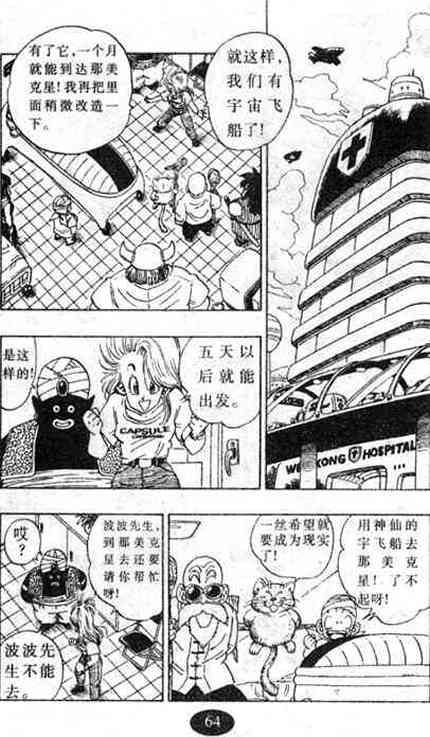 就这样,
我们有
宇宙飞
船了!
有了它,一个月
就能到达那美
克星!我再把里
面稍微改造一
下。
KONG HOSPITAL
五天以
后就能
出发。
是这
样的!
CAPSULE
用神仙的
宇飞船去
那美克
星!了不
起呀!
一丝希望就
要成为现实
了!
波波先生,
到那美克
星去还要
请你帮忙
呀!
哎?
波波先
生不能
去。
64